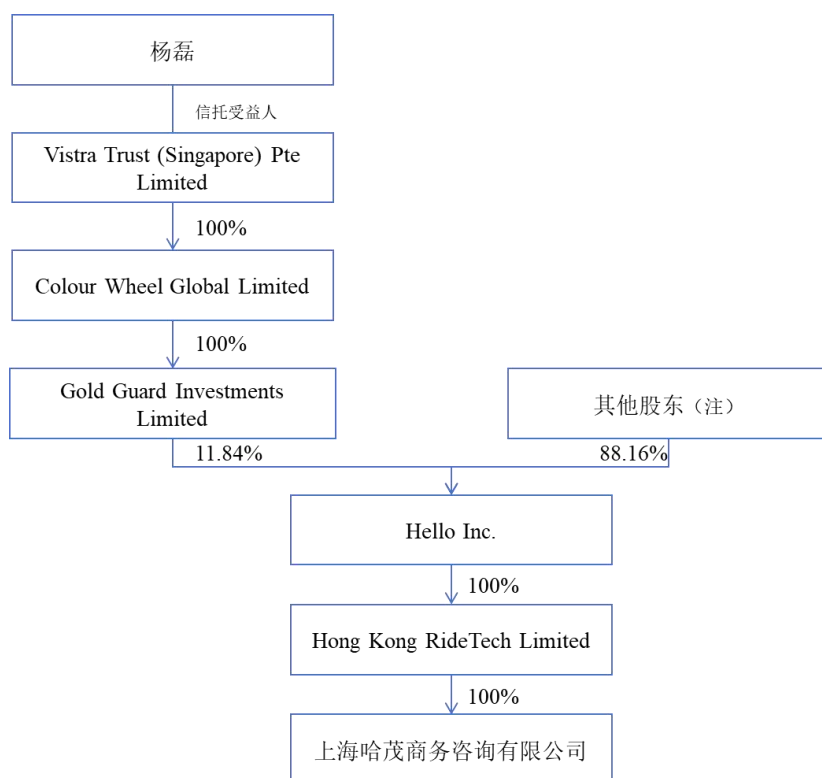 杨磊
信托受益人
Vistra Trust (Singapore) Pte
Limited
100%
Colour Wheel Global Limited
100%
Gold Guard Investments
Limited
其他股东（注）
11.84%
88.16%
Hello Inc.
100%
Hong Kong RideTech Limited
100%
上海哈茂商务咨询有限公司